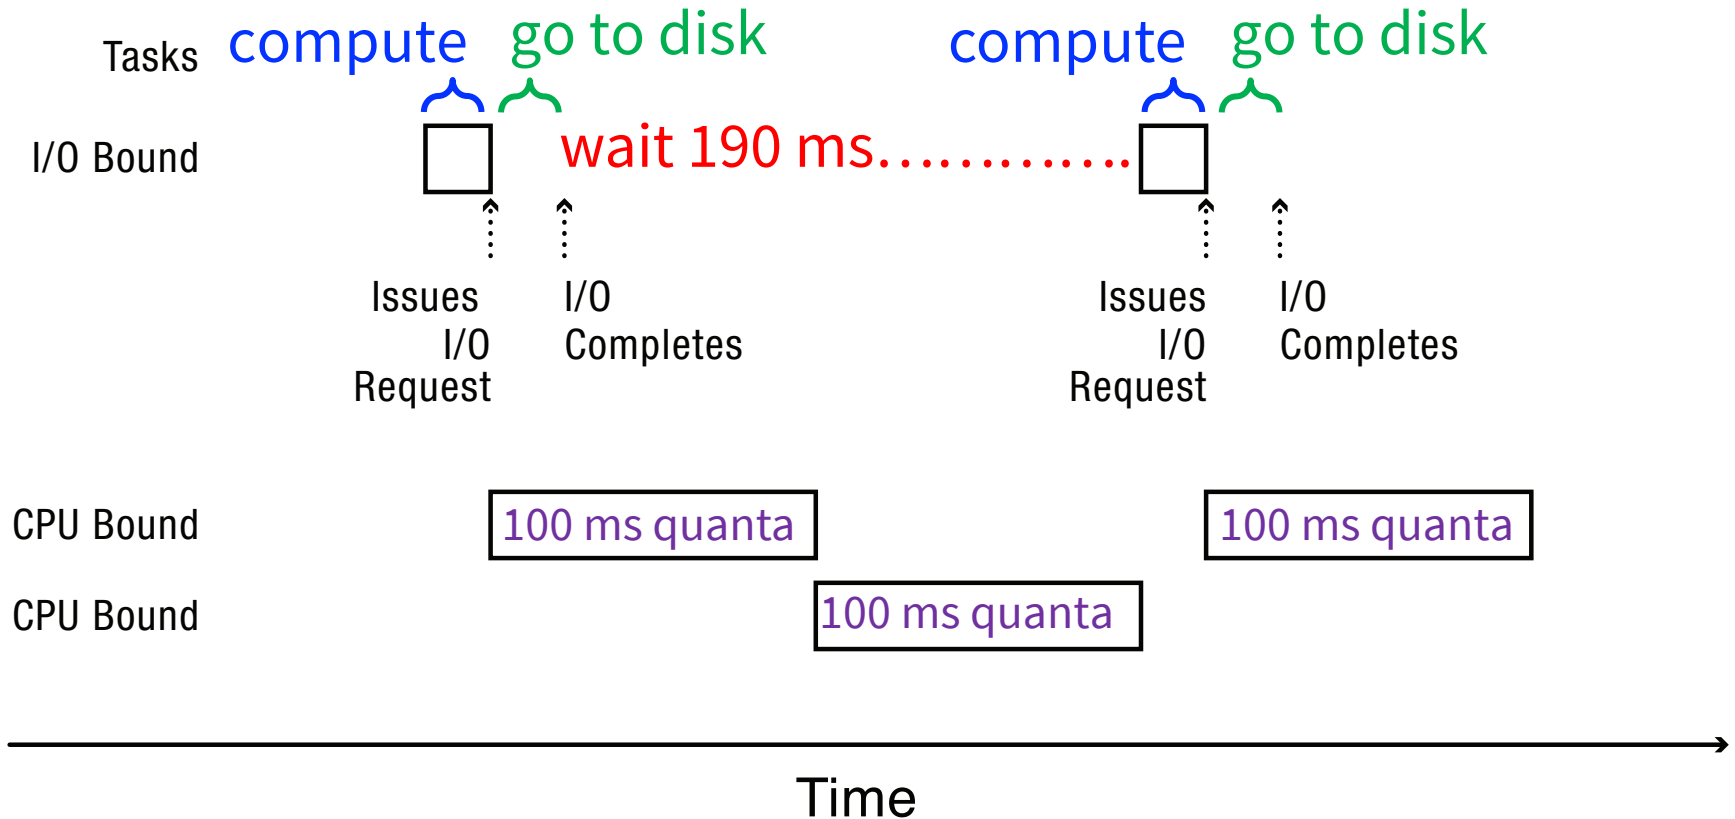 Tasks compute go to disk compute go to disk
I/O Bound wait 190 ms.............
Issues I/O Issues I/O
I/O Completes I/O Completes
Request Request
CPU Bound 100 ms quanta 100 ms quanta
CPU Bound 100 ms quanta
Time